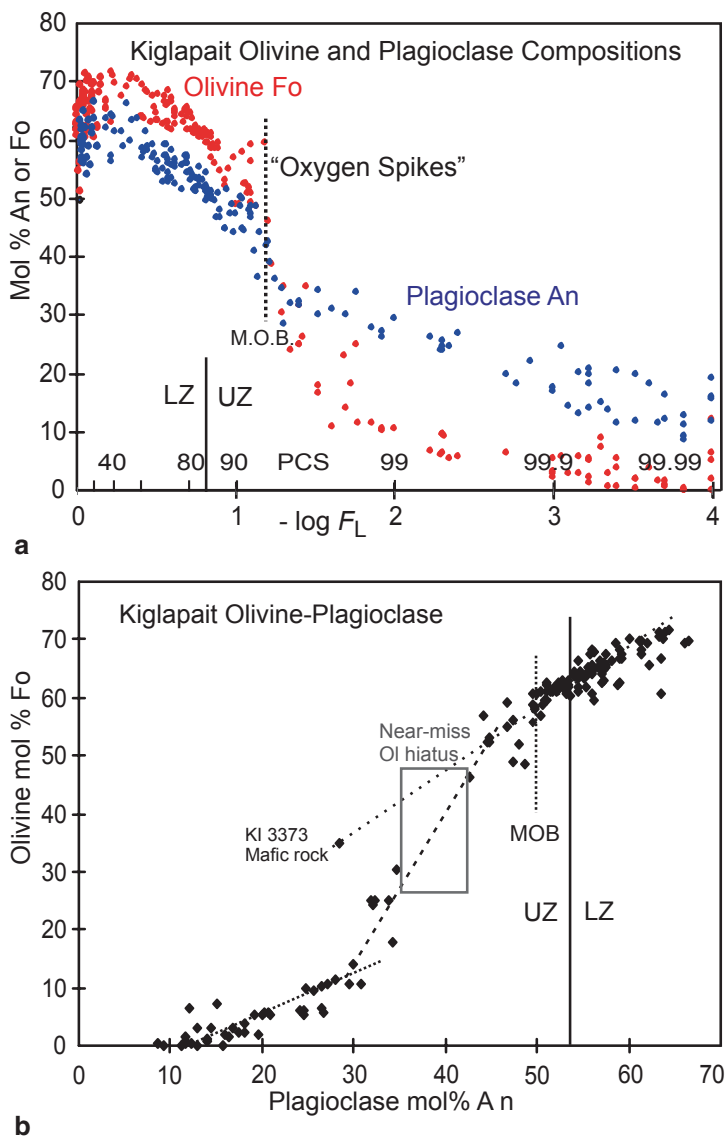 Kiglapait Olivine and Plagioclase Compositions
Olivine Fo
"Oxygen Spikes"
Plagioclase An
M.O.B.
LZ UZ
40 80 90 PCS 99 99.9 99.99
Mol % An or Fo
80
70
60
50
40
30
20
10
0
0 1 2 3 4
- log FL
a
Kiglapait Olivine-Plagioclase
Near-miss
Ol hiatus
KI 3373
Mafic rock
MOB
UZ LZ
Olivine mol % Fo
80
70
60
50
40
30
20
10
0
0 10 20 30 40 50 60 70
Plagioclase mol% A n
b